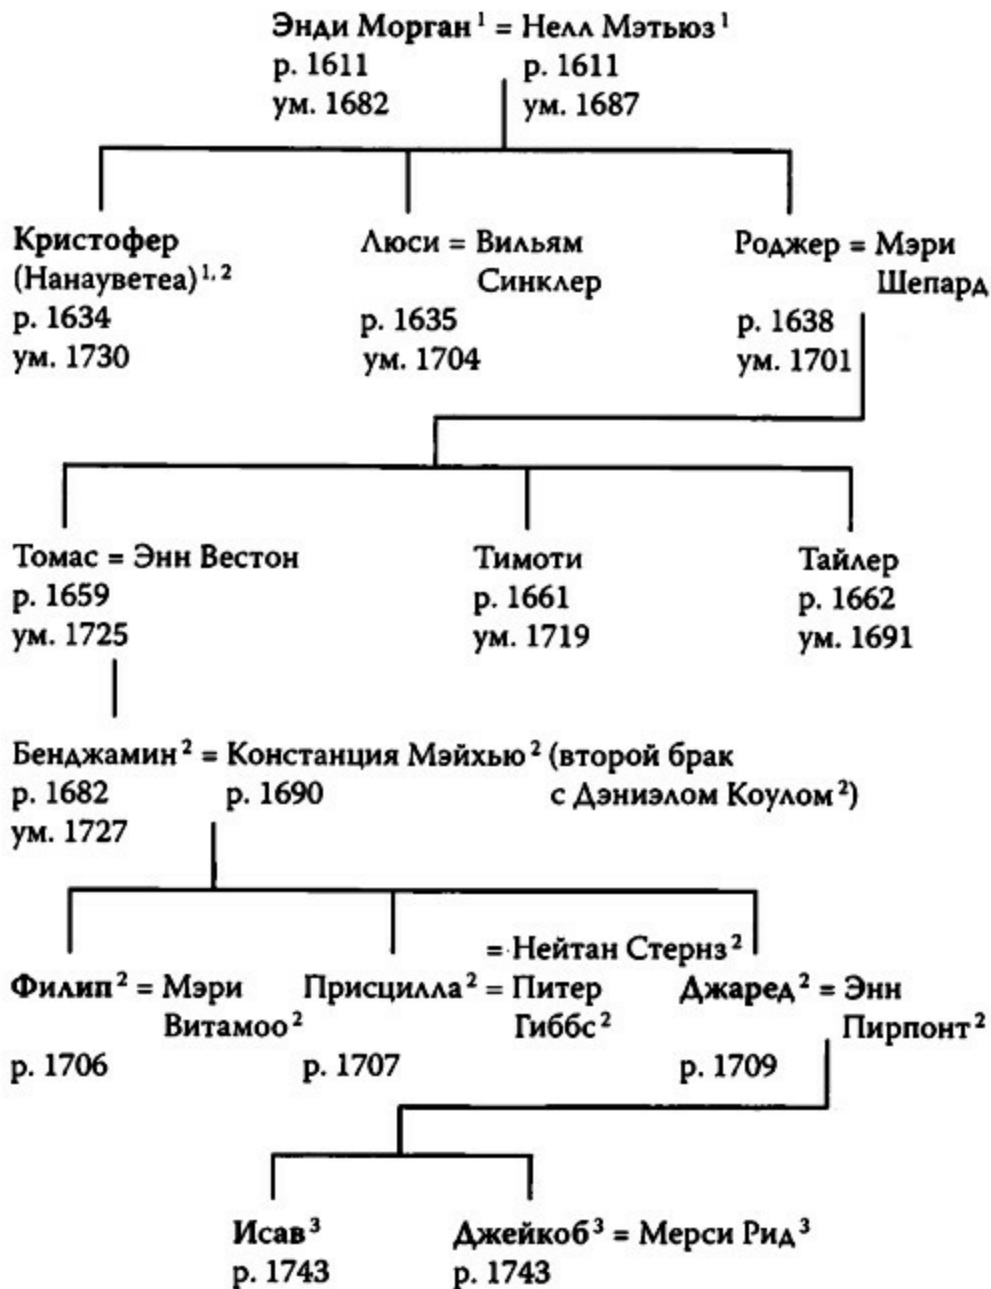 Энди Морган¹ = Нелл Мэтьюз¹
р. 1611 р. 1611
ум. 1682 ум. 1687
Кристофер Люси = Вильям Роджер = Мэри
(Нанауветеа)¹,² Синклер Шепард
р. 1634 р. 1635 р. 1638
ум. 1730 ум. 1704 ум. 1701
Томас = Энн Вестон Тимоти Тайлер
р. 1659 р. 1661 р. 1662
ум. 1725 ум. 1719 ум. 1691
Бенджамин² = Констанция Мэйхью² (второй брак
р. 1682 р. 1690 с Дэниэлом Коулом²)
ум. 1727
= Нейтан Стернз²
Филип² = Мэри Присцилла² = Питер Джаред² = Энн
Витамоо² Гиббс² Пирпонт²
р. 1706 р. 1707 р. 1709
Исав³ Джейкоб³ = Мерси Рид³
р. 1743 р. 1743